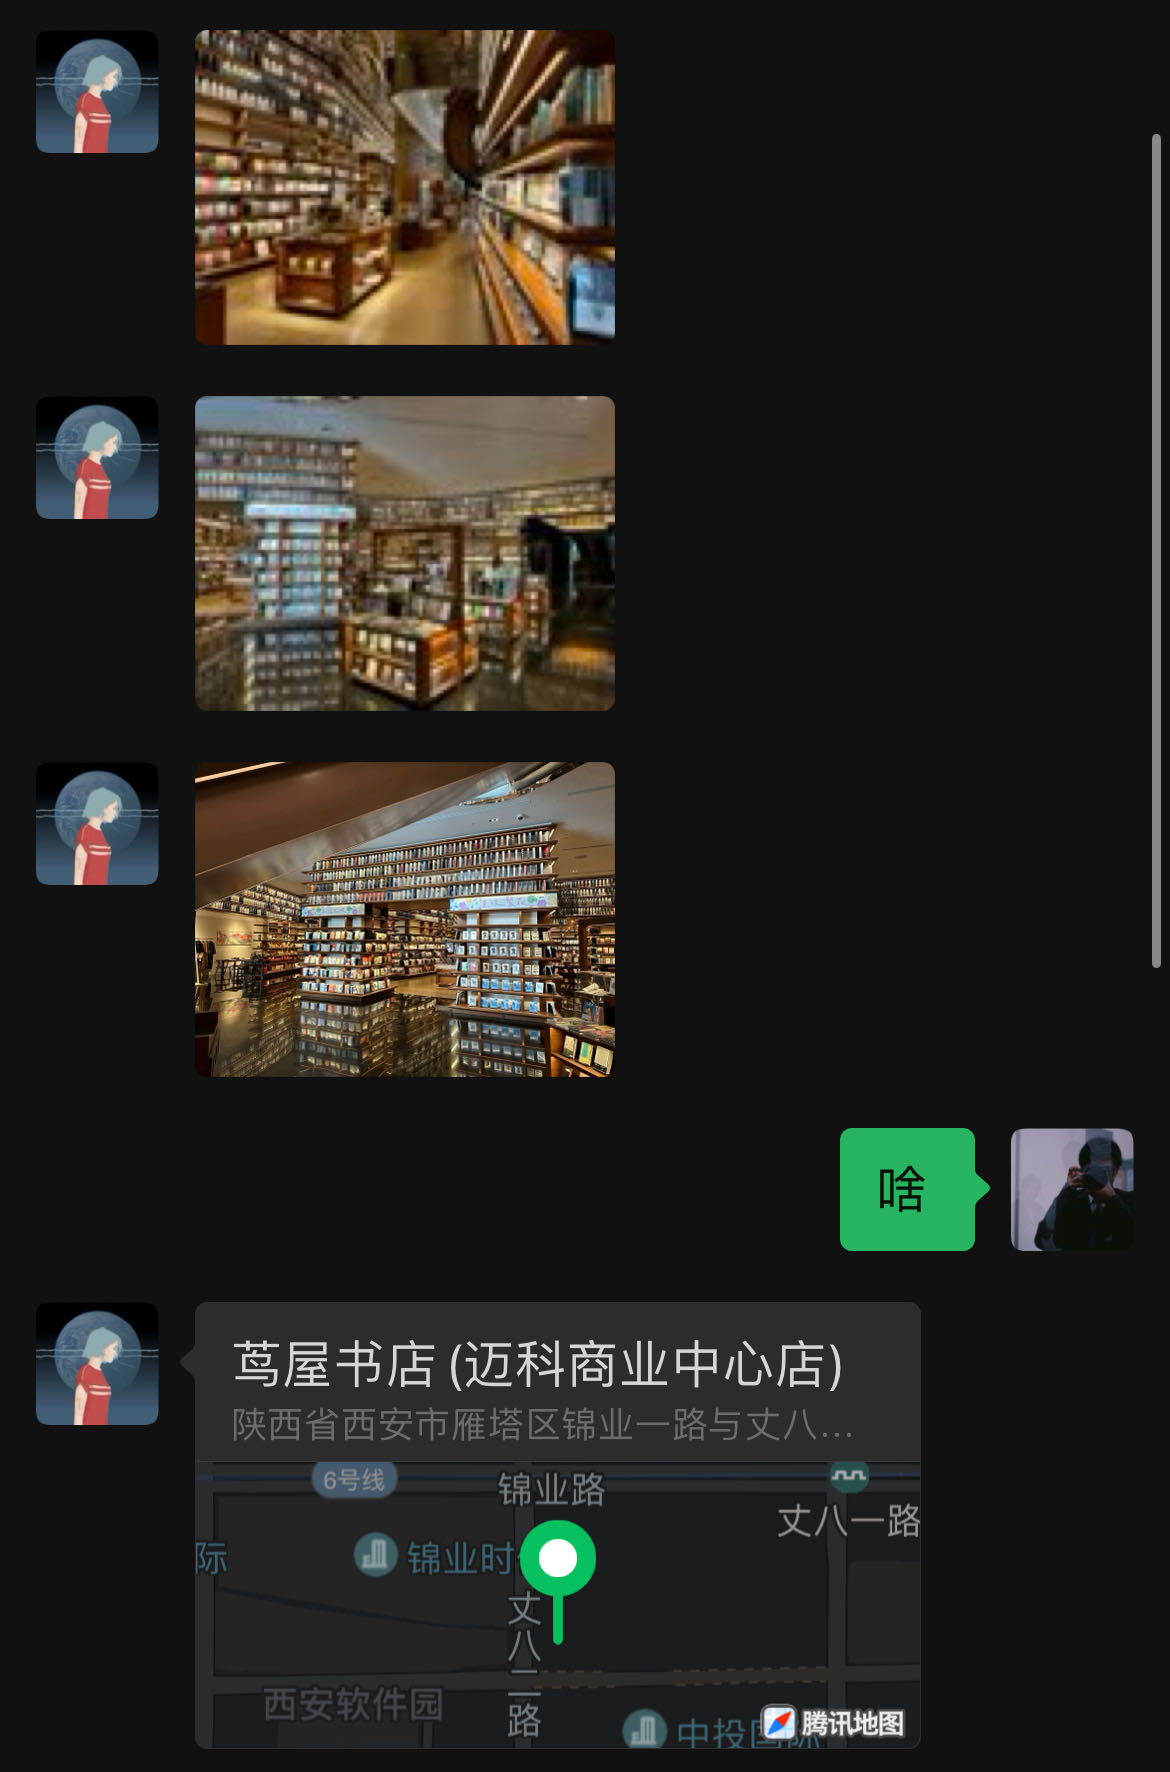 啥
茑屋书店 (迈科商业中心店)
陕西省西安市雁塔区锦业一路与丈八...
6号线
锦业路
丈八一路
际
锦业时
丈八二路
西安软件园
中投国际
腾讯地图